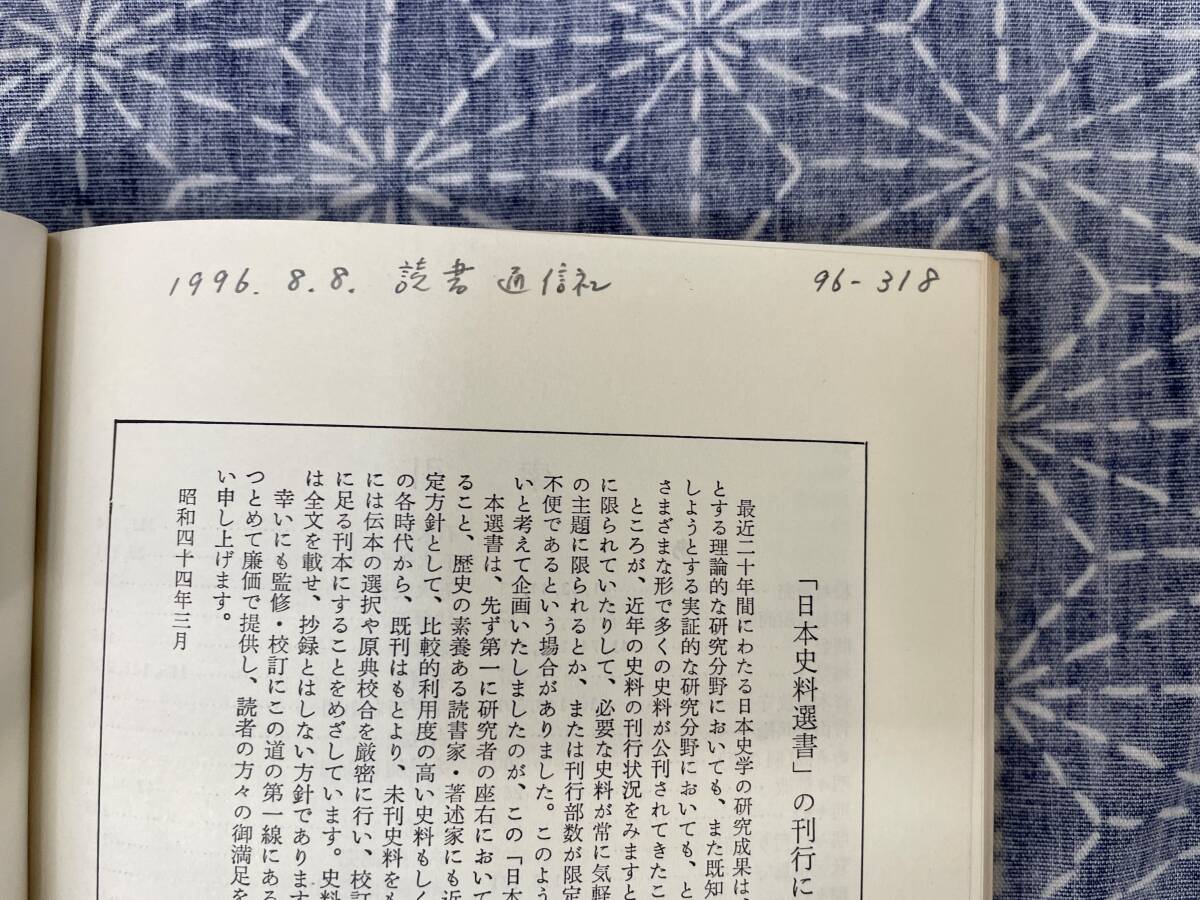 1996. 8. 8. 読書通信社 96-318
「日本史料選書」の刊行に
最近二十年間にわたる日本史学の研究成果は、
とする理論的な研究分野においても、また既知
しようとする実証的な研究分野においても、と
さまざまな形で多くの史料が公刊されてきたこ
ところが、近年の史料の刊行状況をみますと
に限られていたりして、必要な史料が常に気軽
の主題に限られるとか、または刊行部数が限定
不便であるという場合がありました。このよう
いと考えて企画いたしましたのが、この「日本
本選書は、先ず第一に研究者の座右において
ること、歴史の素養ある読書家・著述家にも近
定方針として、比較的利用度の高い史料もしく
の各時代から、既刊はもとより、未刊史料をも
には伝本の選択や原典校合を厳密に行い、校訂
に足る刊本にすることをめざしています。史料
は全文を載せ、抄録とはしない方針であります
幸いにも監修・校訂にこの道の第一線にある
つとめて廉価で提供し、読者の方々の御満足を
い申し上げます。
昭和四十四年三月